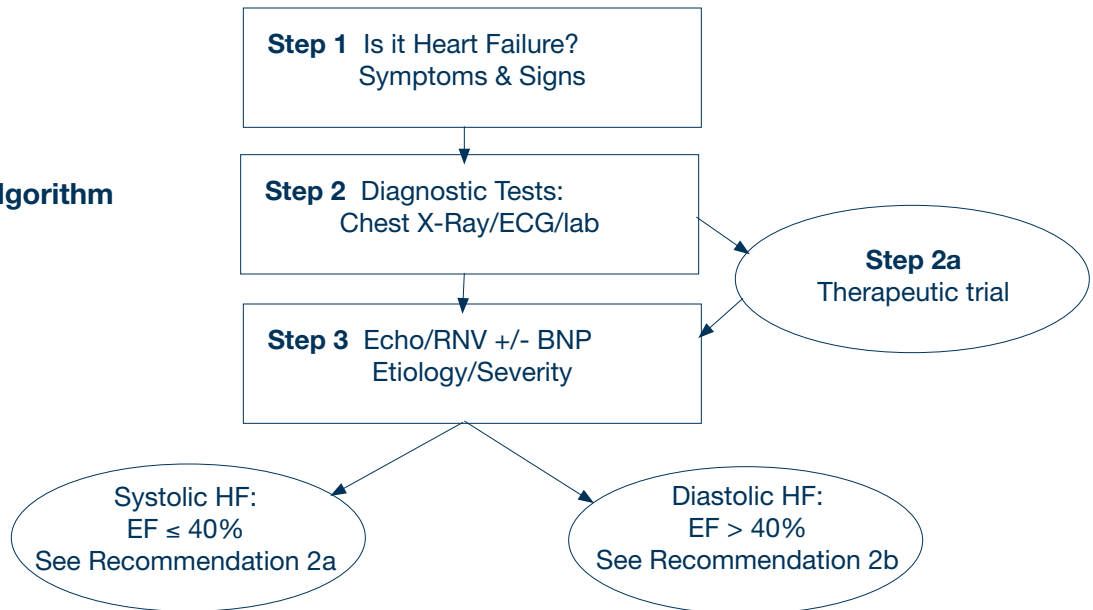 Step 1 Is it Heart Failure?
Symptoms & Signs
lgorithm
Step 2 Diagnostic Tests:
Chest X-Ray/ECG/lab
Step 2a
Therapeutic trial
Step 3 Echo/RNV +/- BNP
Etiology/Severity
Systolic HF:
EF ≤ 40%
See Recommendation 2a
Diastolic HF:
EF > 40%
See Recommendation 2b